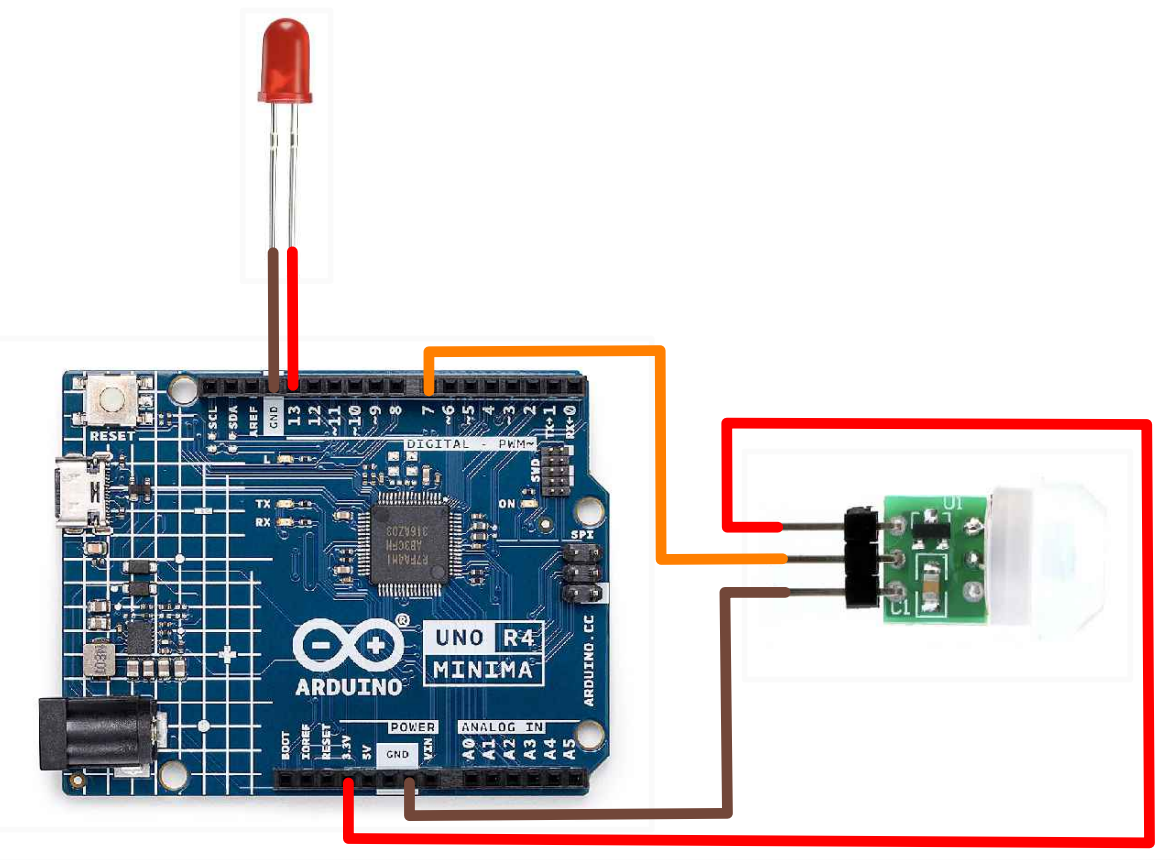 SCL
SDA
AREF
GND
13
12
~11
~10
~9
8
7
~6
~5
4
~3
2
TX→1
RX←0
RESET
DIGITAL - PWM~
L
TX
RX
ON
SWD
SPI
R7FA4M1
AB3CFM
316AZ03
®
UNO R4
MINIMA
ARDUINO
ARDUINO.CC
POWER
ANALOG IN
BOOT
IOREF
RESET
3.3V
5V
GND
VIN
A0
A1
A2
A3
A4
A5
U1
C1